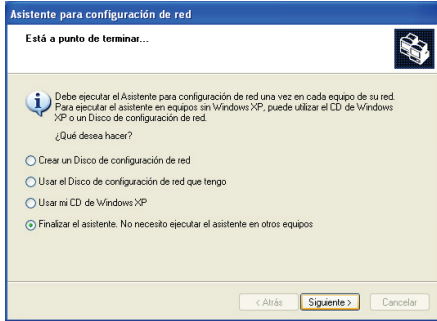 Asistente para configuración de red
Está a punto de terminar...
Debe ejecutar el Asistente para configuración de red una vez en cada equipo de su red.
Para ejecutar el asistente en equipos sin Windows XP, puede utilizar el CD de Windows
XP o un Disco de configuración de red.
¿Qué desea hacer?
Crear un Disco de configuración de red
Usar el Disco de configuración de red que tengo
Usar mi CD de Windows XP
Finalizar el asistente. No necesito ejecutar el asistente en otros equipos
< Atrás Siguiente > Cancelar